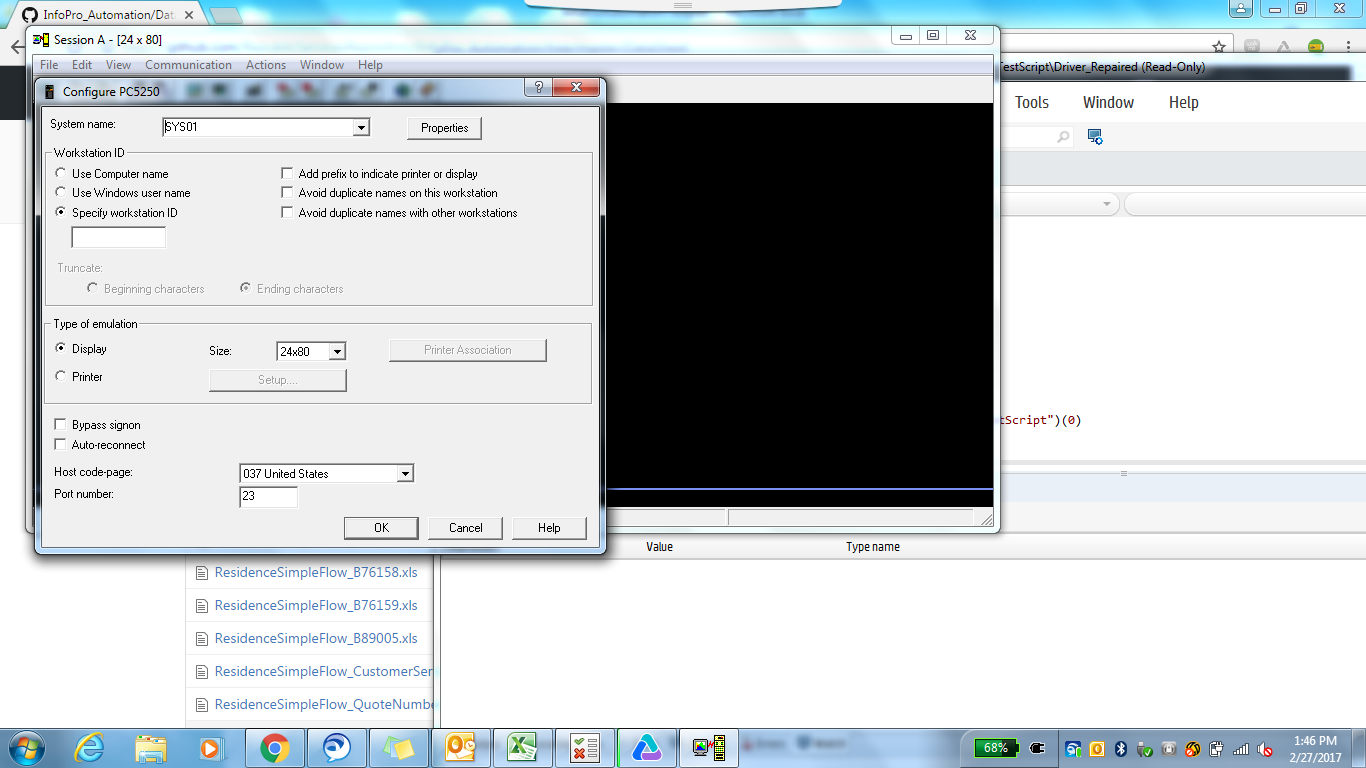 InfoPro_Automation/Dat
Session A - [24 x 80]
File Edit View Communication Actions Window Help
TestScript\Driver_Repaired (Read-Only)
Configure PC5250
Tools Window Help
System name: SYS01 Properties
Workstation ID
Use Computer name
Add prefix to indicate printer or display
Use Windows user name
Avoid duplicate names on this workstation
Specify workstation ID
Avoid duplicate names with other workstations
Truncate:
Beginning characters Ending characters
Type of emulation
Display Size: 24x80 Printer Association
Printer Setup....
tScript")(0)
Bypass signon
Auto-reconnect
Host code-page: 037 United States
Port number: 23
OK Cancel Help
Value Type name
ResidenceSimpleFlow_B76158.xls
ResidenceSimpleFlow_B76159.xls
ResidenceSimpleFlow_B89005.xls
ResidenceSimpleFlow_CustomerSer
ResidenceSimpleFlow_QuoteNumbe
68%
1:46 PM
2/27/2017